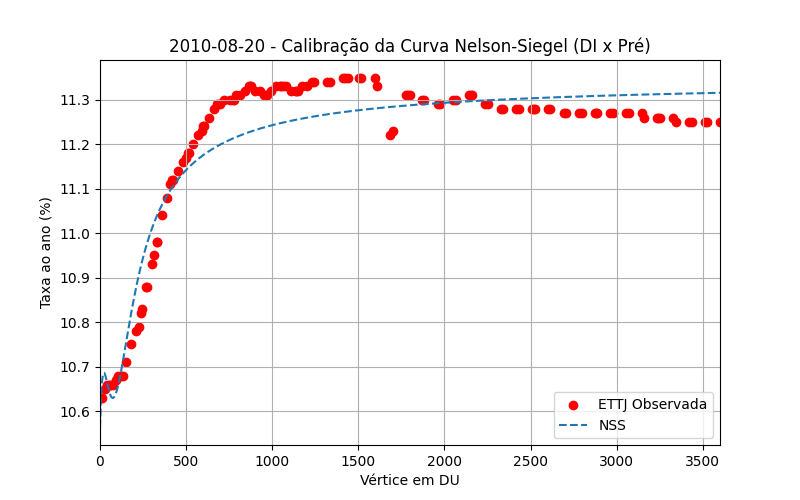 2010-08-20 - Calibração da Curva Nelson-Siegel (DI x Pré)
Taxa ao ano (%)
11.3
11.2
11.1
11.0
10.9
10.8
10.7
10.6
ETTJ Observada
NSS
0 500 1000 1500 2000 2500 3000 3500
Vértice em DU